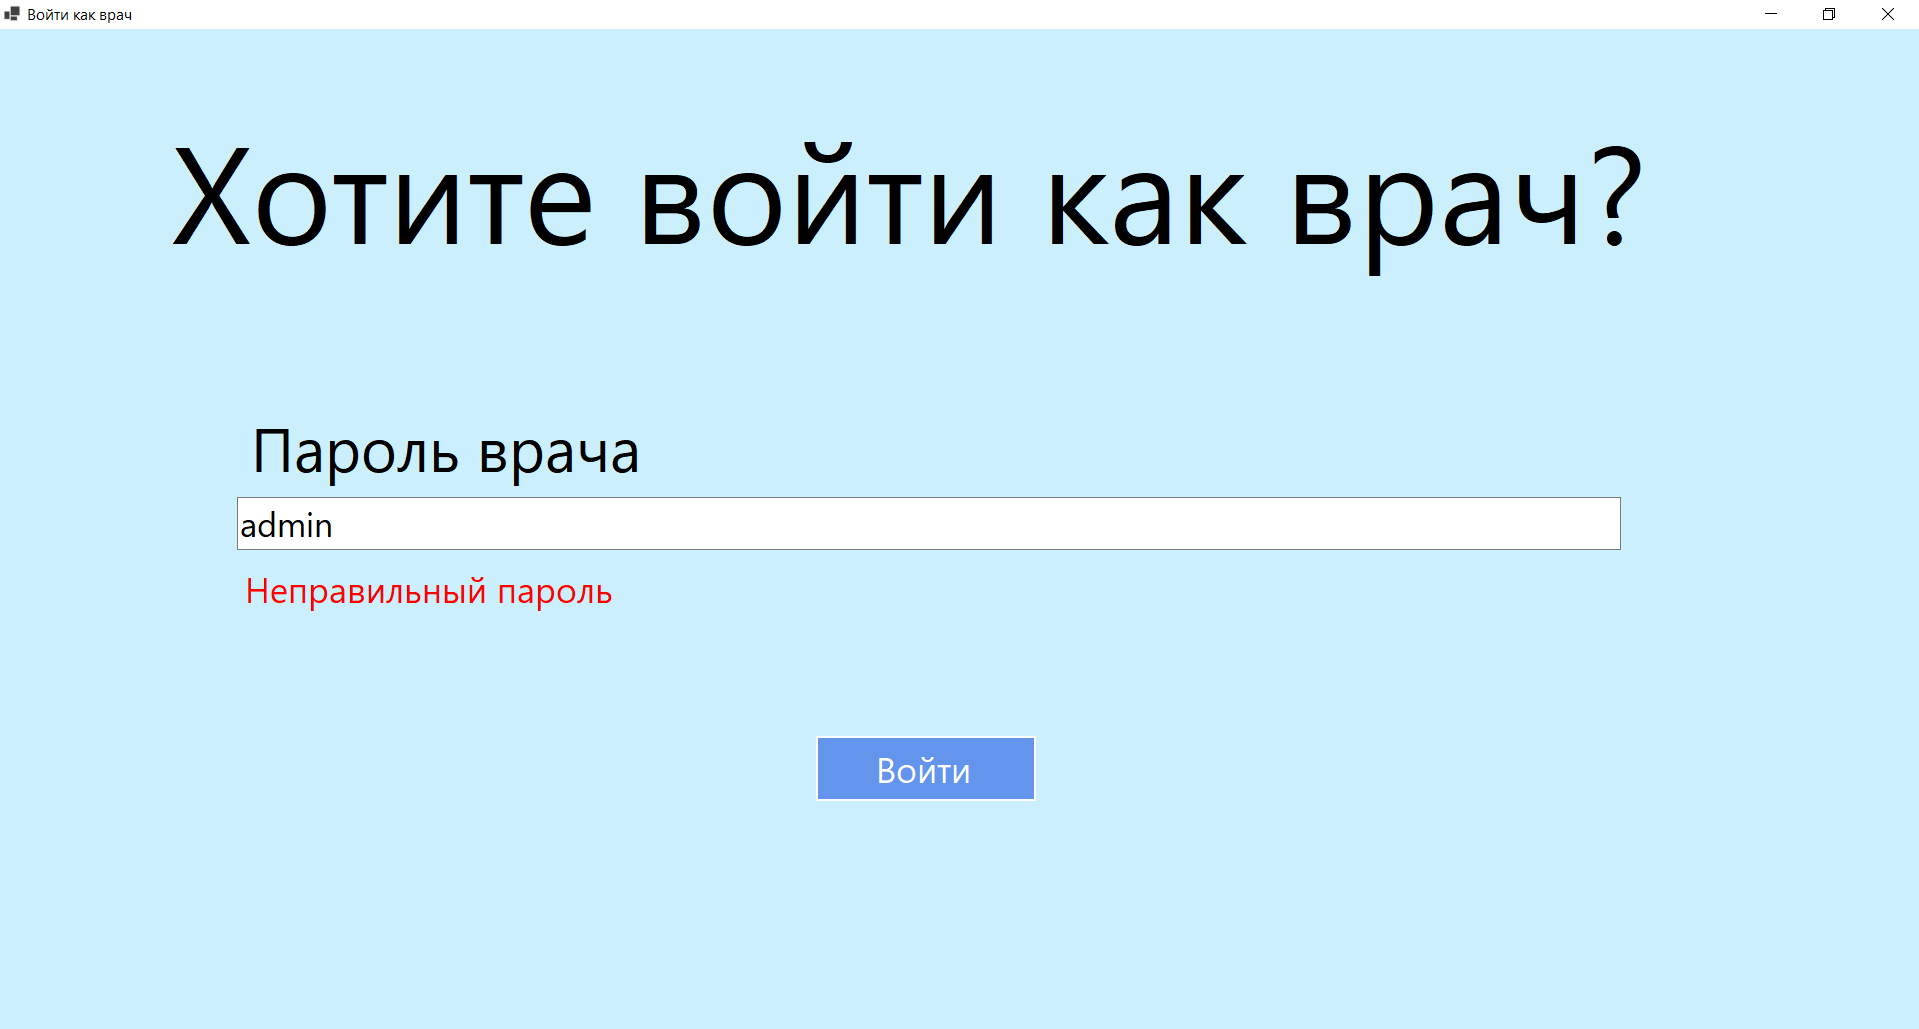 Войти как врач
Хотите войти как врач?
Пароль врача
admin
Неправильный пароль
Войти